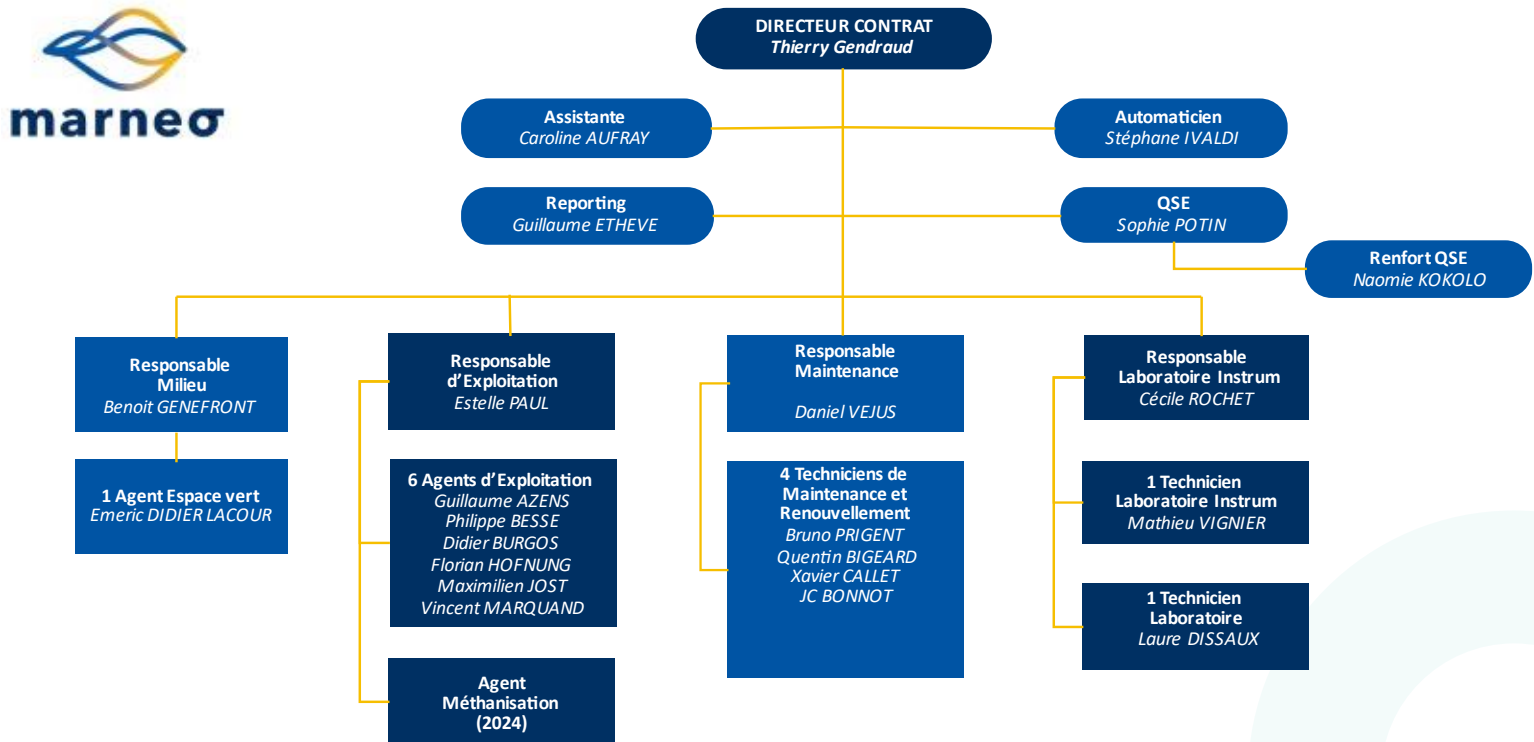 marneo
DIRECTEUR CONTRAT
Thierry Gendraud
Assistante
Caroline AUFRAY
Automaticien
Stéphane IVALDI
Reporting
Guillaume ETHEVE
QSE
Sophie POTIN
Renfort QSE
Naomie KOKOLO
Responsable
Milieu
Benoit GENEFRONT
1 Agent Espace vert
Emeric DIDIER LACOUR
Responsable
d'Exploitation
Estelle PAUL
6 Agents d'Exploitation
Guillaume AZENS
Philippe BESSE
Didier BURGOS
Florian HOFNUNG
Maximilien JOST
Vincent MARQUAND
Agent
Méthanisation
(2024)
Responsable
Maintenance
Daniel VEJUS
4 Techniciens de
Maintenance et
Renouvellement
Bruno PRIGENT
Quentin BIGEARD
Xavier CALLET
JC BONNOT
Responsable
Laboratoire Instrum
Cécile ROCHET
1 Technicien
Laboratoire Instrum
Mathieu VIGNIER
1 Technicien
Laboratoire
Laure DISSAUX